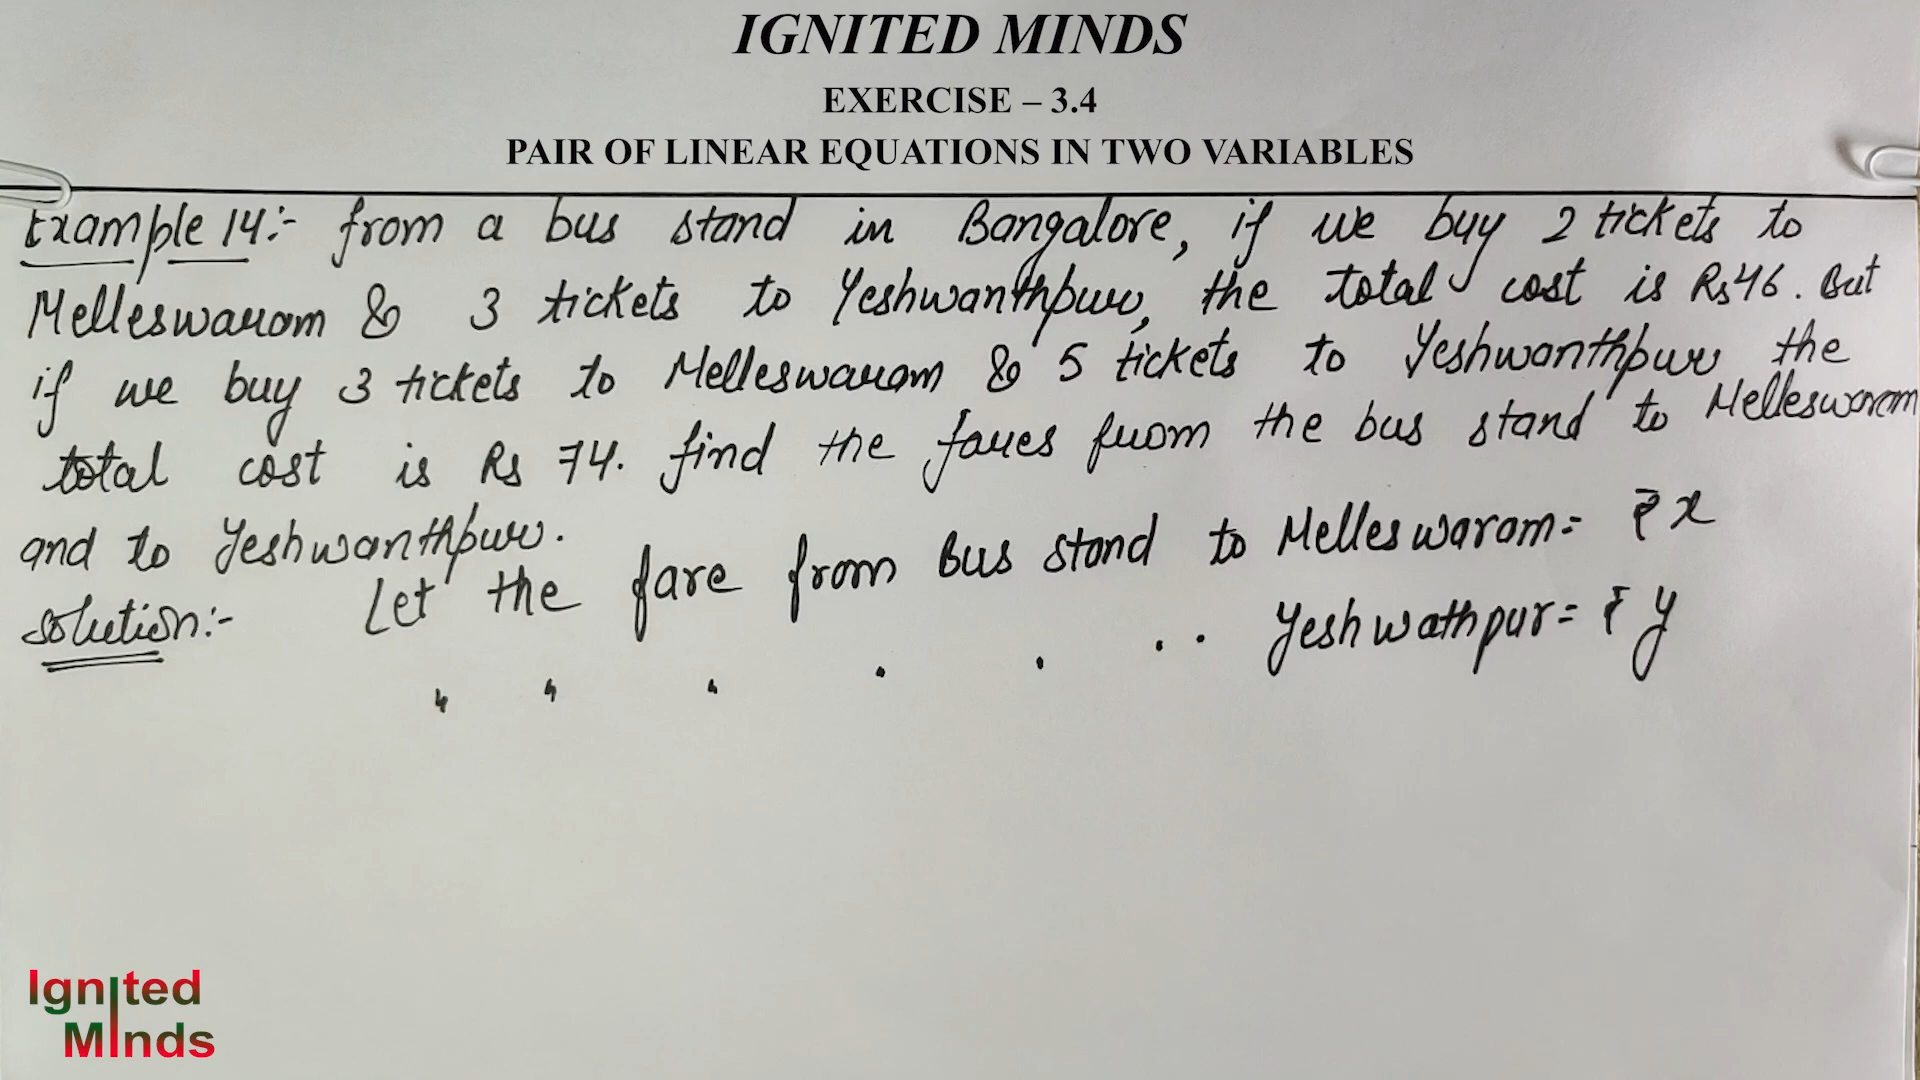 IGNITED MINDS
EXERCISE – 3.4
PAIR OF LINEAR EQUATIONS IN TWO VARIABLES
Example 14:- from a bus stand in Bangalore, if we buy 2 tickets to
Melleswaram & 3 tickets to Yeshwanthpur, the total cost is Rs 46. But
if we buy 3 tickets to Melleswaram & 5 tickets to Yeshwanthpur the
total cost is Rs 74. find the fares from the bus stand to Melleswaram
and to Yeshwanthpur.
Solution:- Let the fare from Bus stand to Melleswaram = ₹ x
" " " " " " " Yeshwathpur = ₹ y
Ignited
Minds